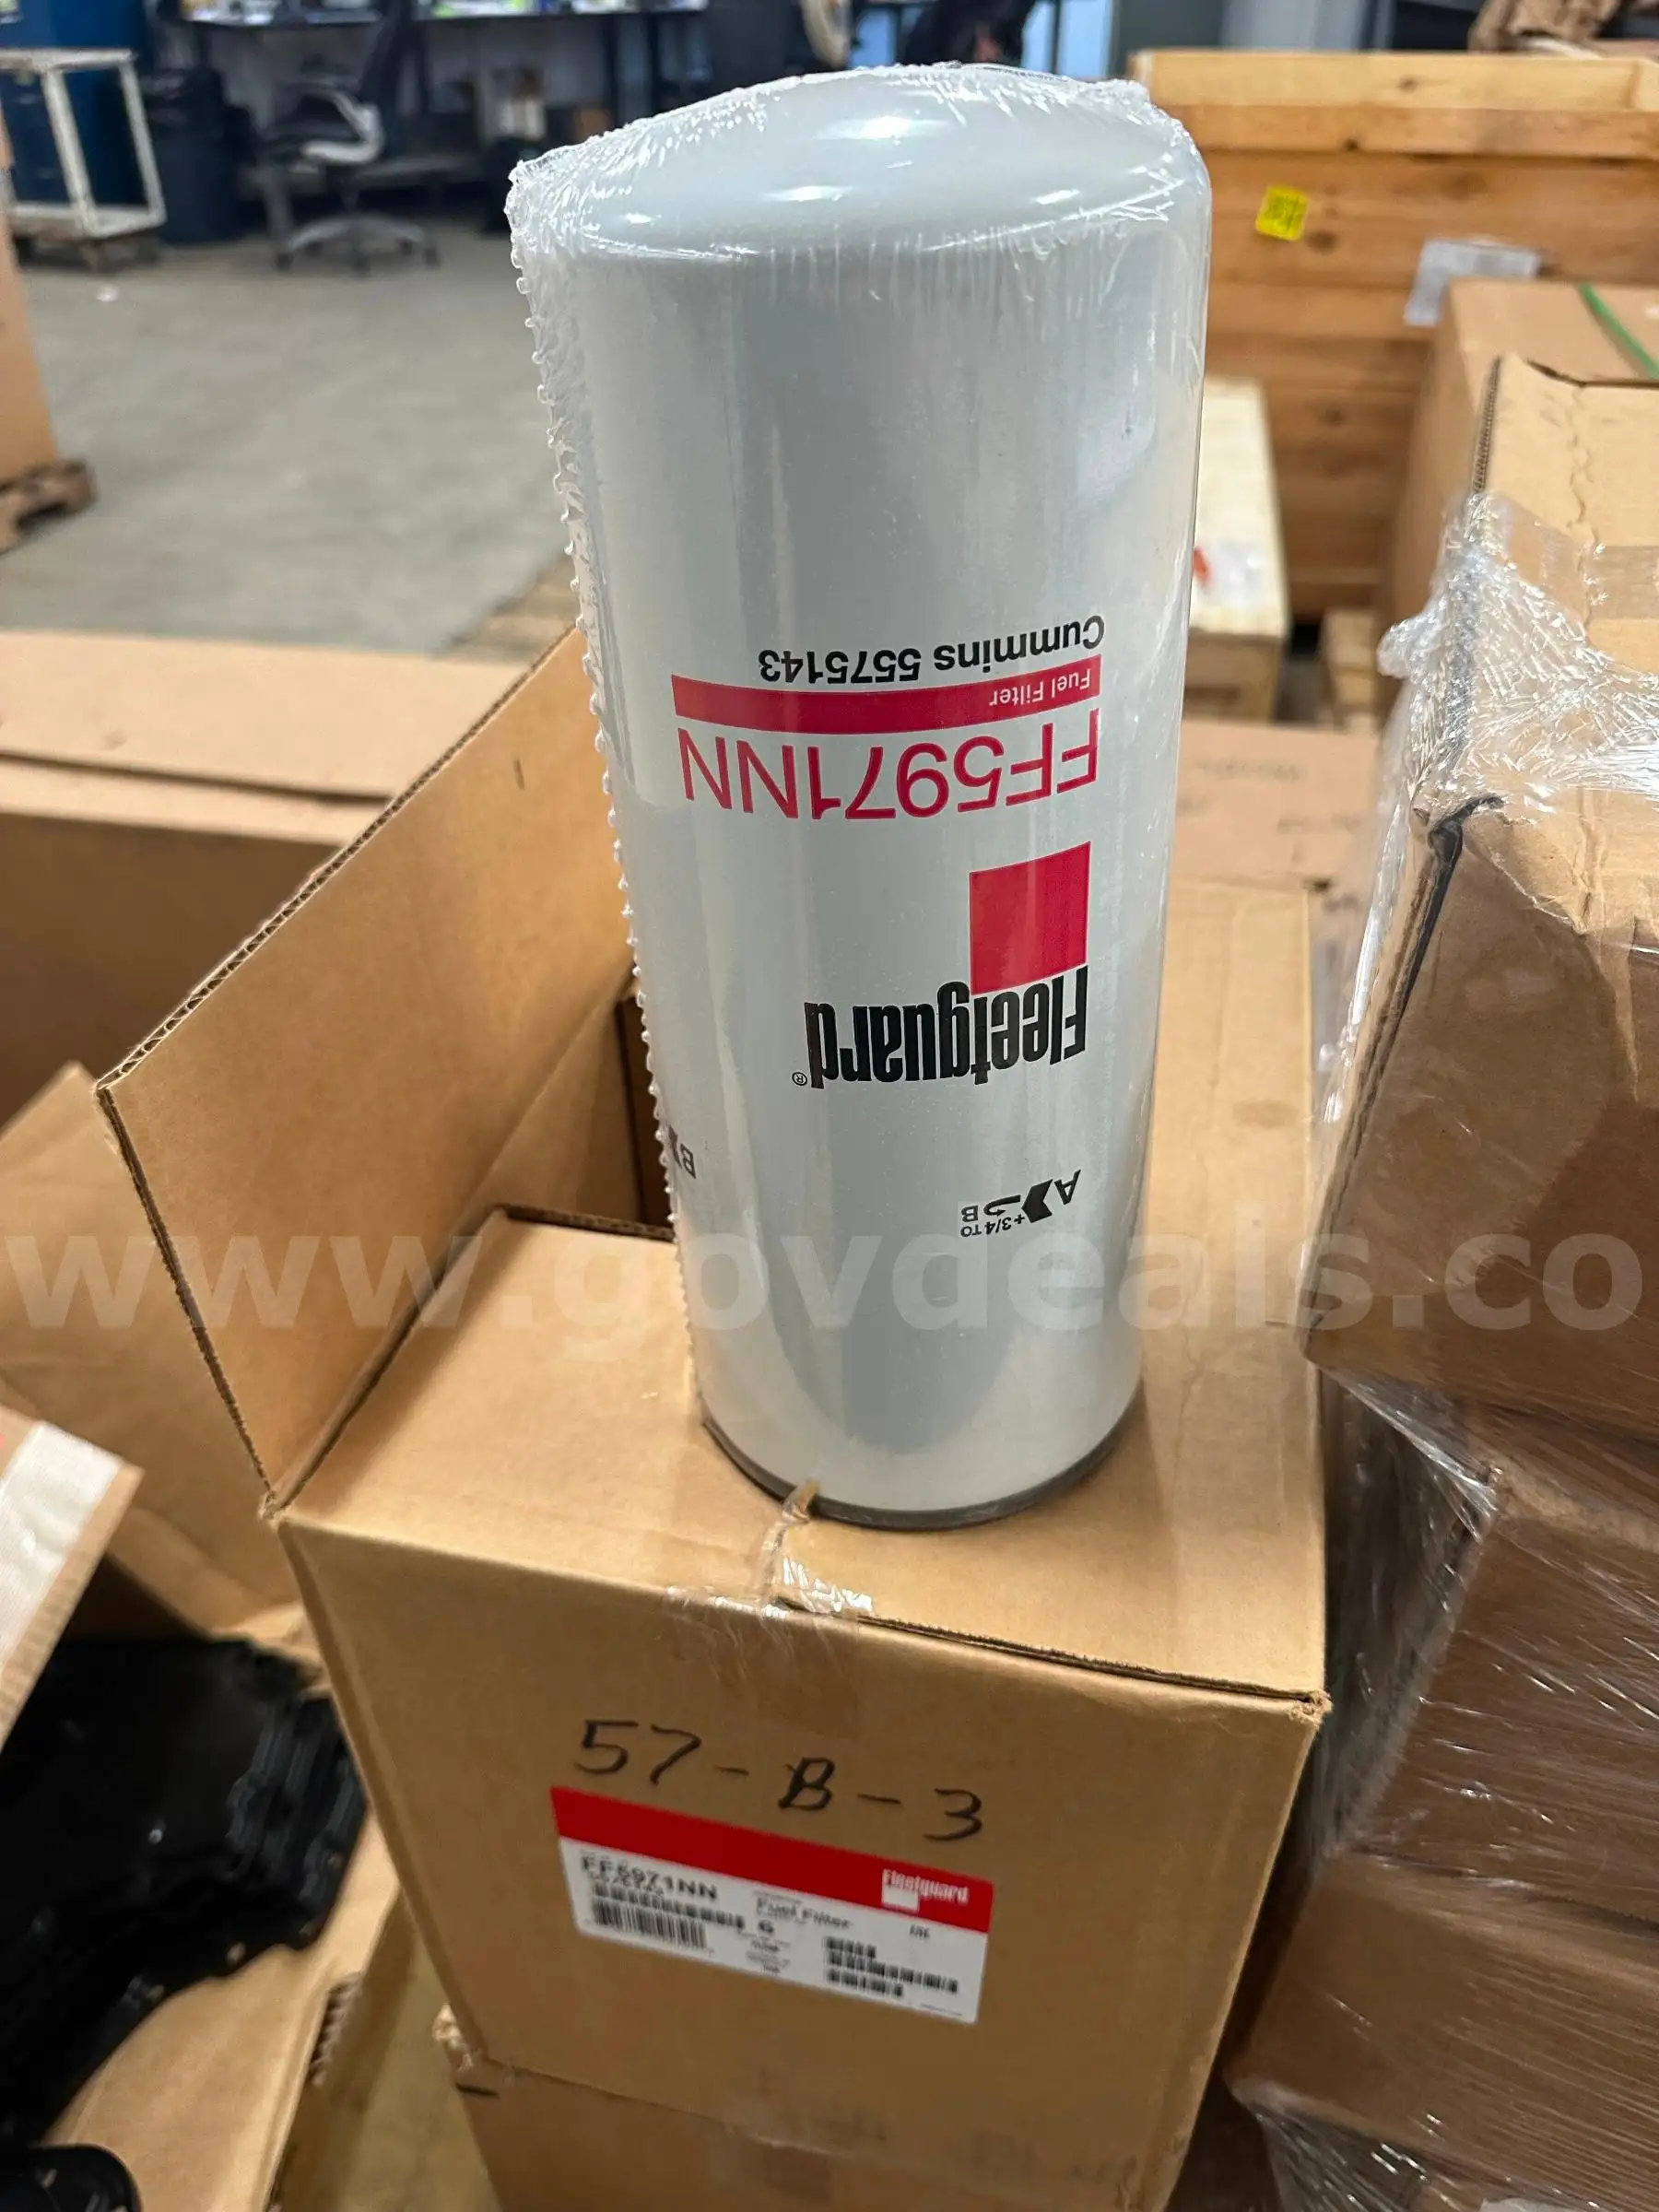 Cummins 5575143
Fuel Filter
FF5971NN
Fleetguard®
A B
+3/4 TO
B
www.govdeals.co
57-B-3
Fleetguard
FF5971NN
Fuel Filter
6